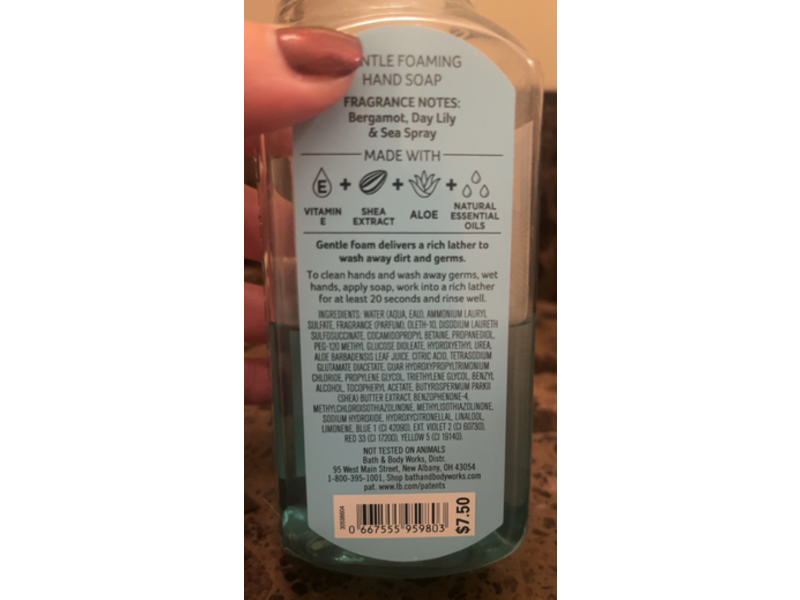 NTLE FOAMING
HAND SOAP
FRAGRANCE NOTES:
Bergamot, Day Lily
& Sea Spray
MADE WITH
E + + +
VITAMIN E
SHEA EXTRACT
ALOE
NATURAL ESSENTIAL OILS
Gentle foam delivers a rich lather to
wash away dirt and germs.
To clean hands and wash away germs, wet
hands, apply soap, work into a rich lather
for at least 20 seconds and rinse well.
INGREDIENTS: WATER (AQUA, EAU), AMMONIUM LAURYL
SULFATE, FRAGRANCE (PARFUM), OLETH-10, DISODIUM LAURETH
SULFOSUCCINATE, COCAMIDOPROPYL BETAINE, PROPANEDIOL,
PEG-120 METHYL GLUCOSE DIOLEATE, HYDROXYETHYL UREA,
ALOE BARBADENSIS LEAF JUICE, CITRIC ACID, TETRASODIUM
GLUTAMATE DIACETATE, GUAR HYDROXYPROPYLTRIMONIUM
CHLORIDE, PROPYLENE GLYCOL, TRIETHYLENE GLYCOL, BENZYL
ALCOHOL, TOCOPHERYL ACETATE, BUTYROSPERMUM PARKII
(SHEA) BUTTER EXTRACT, BENZOPHENONE-4,
METHYLCHLOROISOTHIAZOLINONE, METHYLISOTHIAZOLINONE,
SODIUM HYDROXIDE, HYDROXYCITRONELLAL, LINALOOL,
LIMONENE, BLUE 1 (CI 42090), EXT. VIOLET 2 (CI 60730),
RED 33 (CI 17200), YELLOW 5 (CI 19140).
NOT TESTED ON ANIMALS
Bath & Body Works, Distr.
95 West Main Street, New Albany, OH 43054
1-800-395-1001, Shop bathandbodyworks.com
pat. www.lb.com/patents
0 667555 959803
$7.50